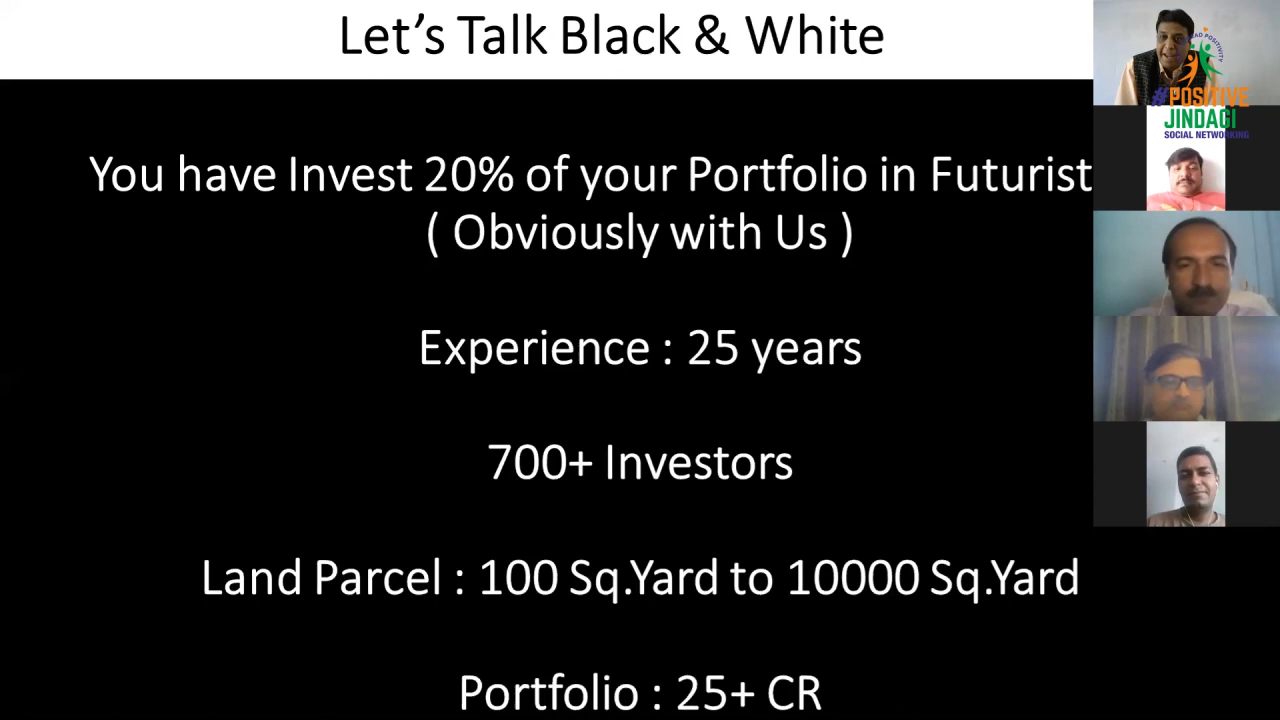 Let's Talk Black & White
You have Invest 20% of your Portfolio in Futurist
( Obviously with Us )
Experience : 25 years
700+ Investors
Land Parcel : 100 Sq.Yard to 10000 Sq.Yard
Portfolio : 25+ CR
POSITIVITY
#POSITIVE
JINDAGI
SOCIAL NETWORKING